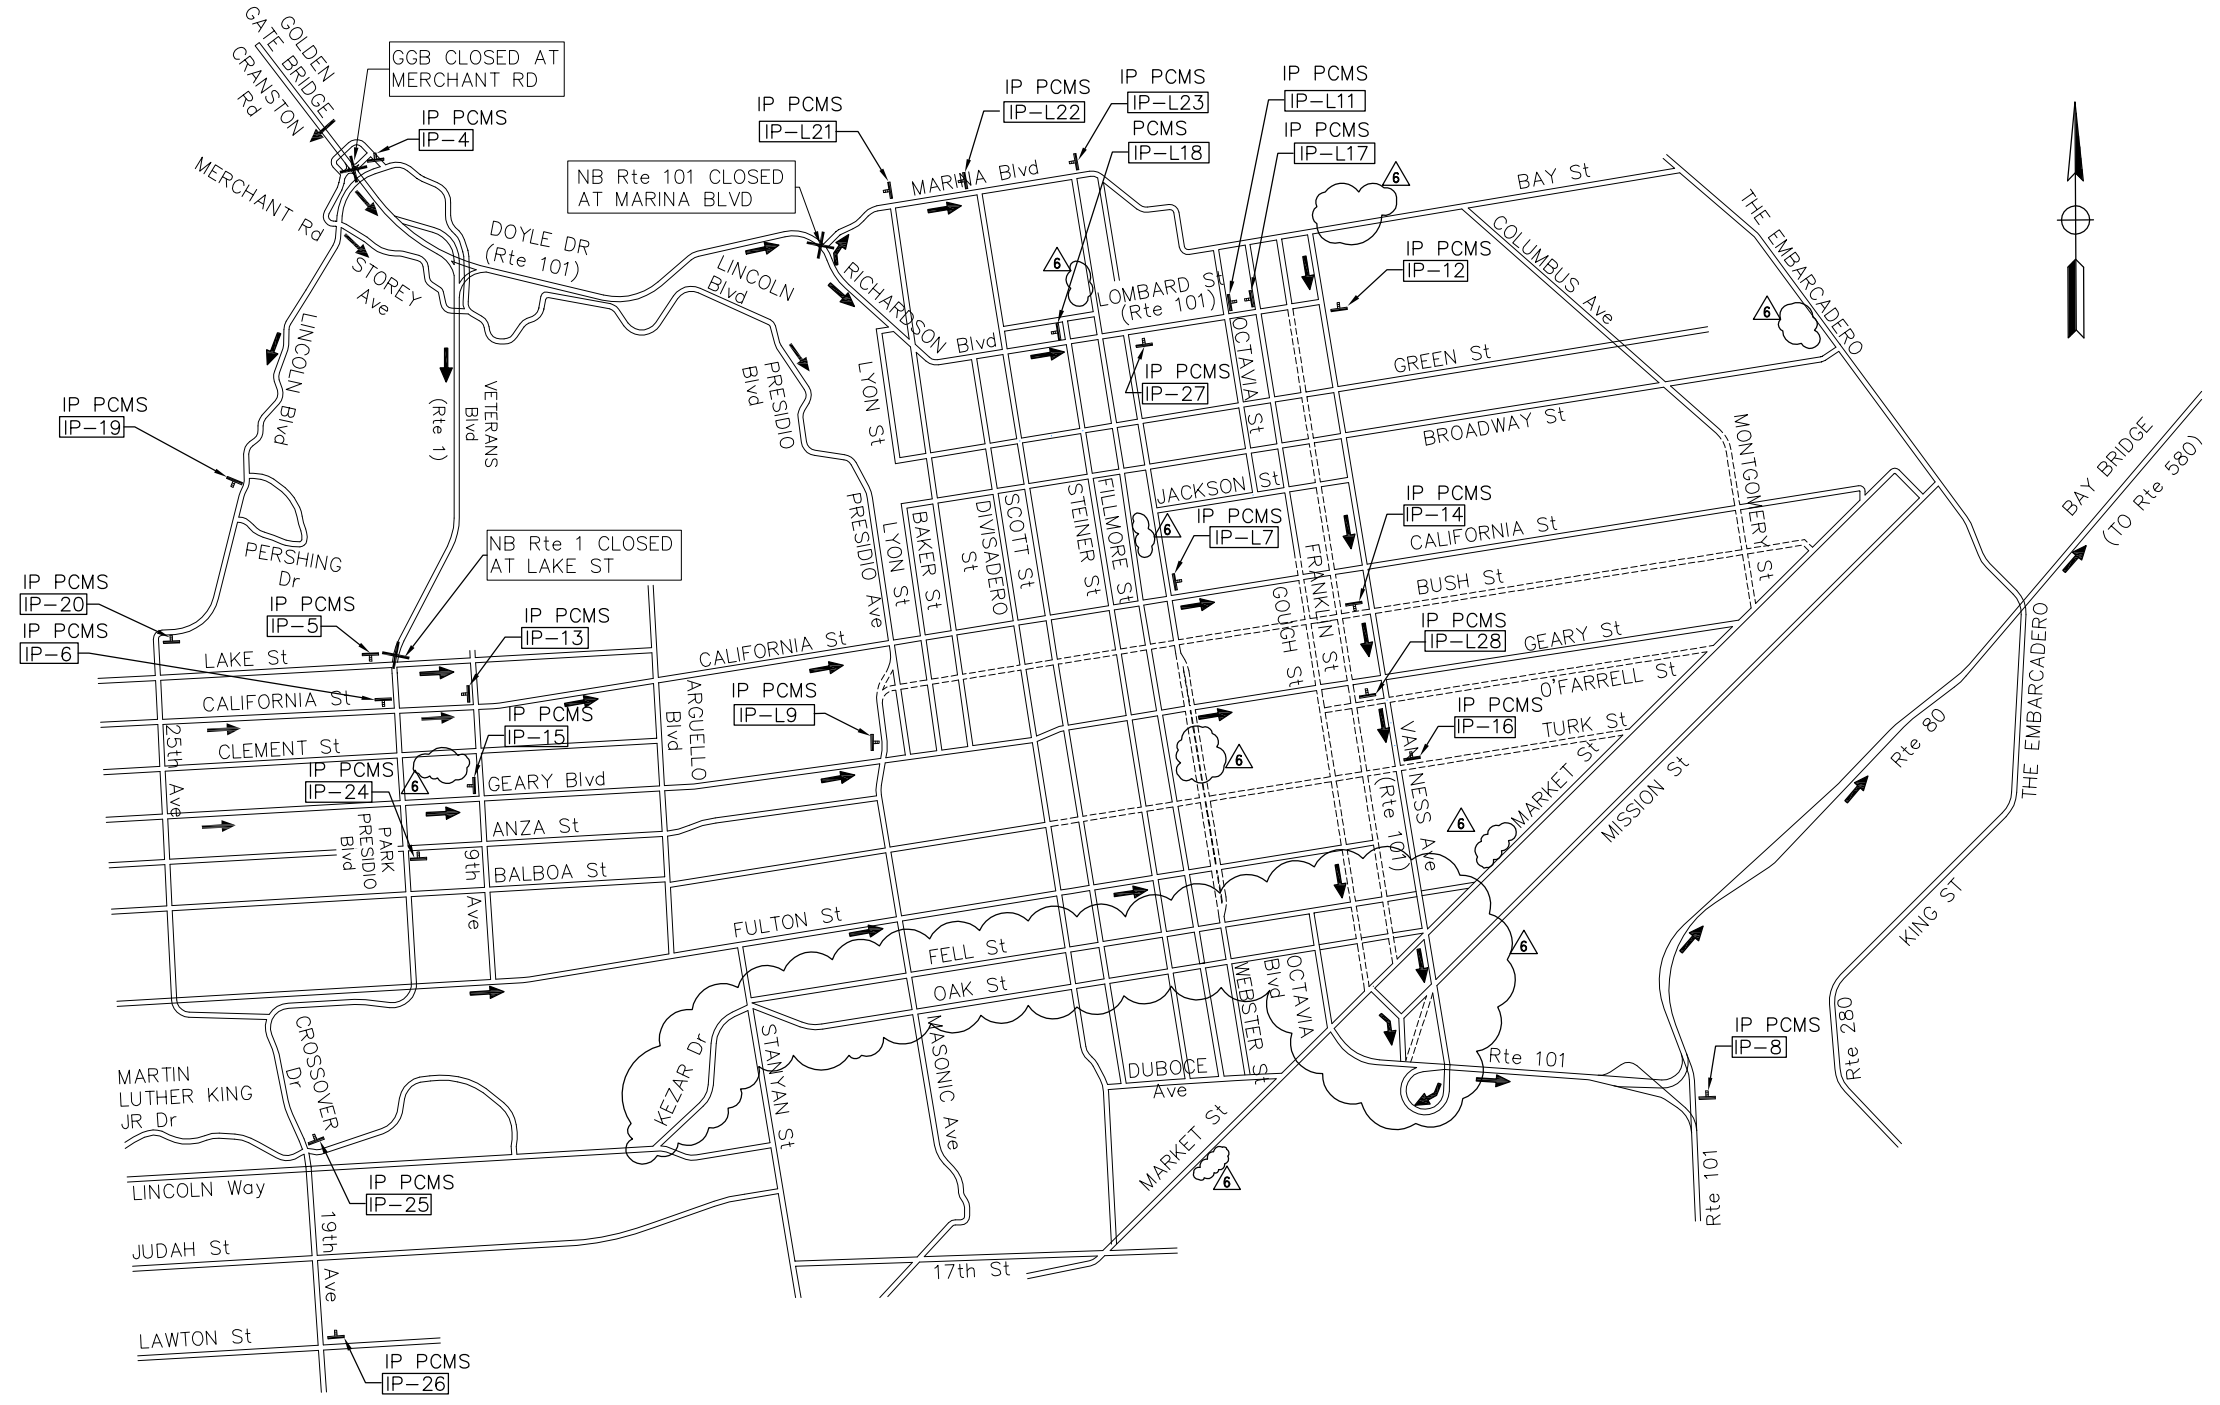 GOLDEN
GATE BRIDGE
CRANSTON
Rd
GGB CLOSED AT
MERCHANT RD
IP PCMS
IP-4
MERCHANT Rd
STOREY
Ave
DOYLE DR
(Rte 101)
NB Rte 101 CLOSED
AT MARINA BLVD
IP PCMS
IP-L21
IP PCMS
IP-L22
IP PCMS
IP-L23
PCMS
IP-L18
IP PCMS
IP-L11
IP PCMS
IP-L17
MARINA Blvd
6
BAY St
THE EMBARCADERO
LINCOLN
Blvd
RICHARDSON
Blvd
6
LOMBARD St
(Rte 101)
IP PCMS
IP-12
COLUMBUS Ave
6
LINCOLN Blvd
VETERANS
Blvd
(Rte 1)
PRESIDIO
Blvd
LYON St
IP PCMS
IP-27
OCTAVIA St
GREEN St
BROADWAY St
IP PCMS
IP-19
PERSHING
Dr
NB Rte 1 CLOSED
AT LAKE ST
PRESIDIO Ave
LYON St
BAKER St
DIVISADERO
St
SCOTT St
STEINER St
FILLMORE St
JACKSON St
6
IP PCMS
IP-L7
FRANKLIN St
GOUGH St
IP PCMS
IP-14
CALIFORNIA St
MONTGOMERY St
BUSH St
BAY BRIDGE
(TO Rte 580)
IP PCMS
IP-20
IP PCMS
IP-6
IP PCMS
IP-5
IP PCMS
IP-13
LAKE St
CALIFORNIA St
CALIFORNIA St
IP PCMS
IP-L28
GEARY St
O'FARRELL St
THE EMBARCADERO
CLEMENT St
IP PCMS
IP-15
ARGUELLO
Blvd
IP PCMS
IP-L9
IP PCMS
IP-16
TURK St
25th Ave
6
IP PCMS
IP-24
GEARY Blvd
6
VAN NESS Ave
(Rte 101)
MARKET St
MISSION St
Rte 80
ANZA St
PARK
PRESIDIO
Blvd
9th Ave
BALBOA St
6
FULTON St
FELL St
OAK St
6
KING ST
WEBSTER St
OCTAVIA
Blvd
CROSSOVER
Dr
KEZAR Dr
STANYAN St
MASONIC Ave
DUBOCE
Ave
Rte 101
Rte 280
IP PCMS
IP-8
MARTIN
LUTHER KING
JR Dr
MARKET St
6
Rte 101
LINCOLN Way
IP PCMS
IP-25
19th Ave
JUDAH St
17th St
LAWTON St
IP PCMS
IP-26